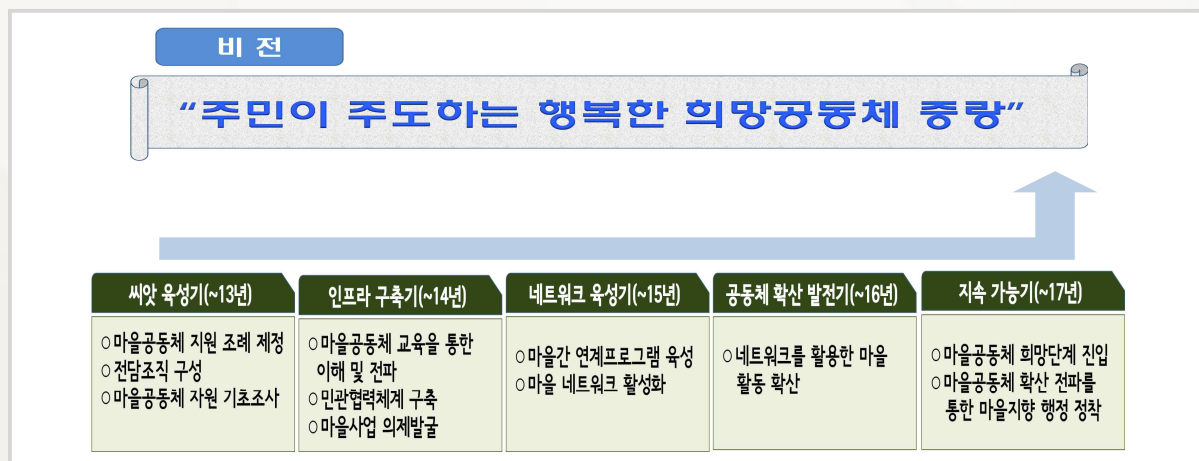 비 전
“주민이 주도하는 행복한 희망공동체 중랑”
씨앗 육성기(~13년)
○마을공동체 지원 조례 제정
○전담조직 구성
○마을공동체 자원 기초조사
인프라 구축기(~14년)
○마을공동체 교육을 통한
이해 및 전파
○민관협력체계 구축
○마을사업 의제발굴
네트워크 육성기(~15년)
○마을간 연계프로그램 육성
○마을 네트워크 활성화
공동체 확산 발전기(~16년)
○네트워크를 활용한 마을
활동 확산
지속 가능기(~17년)
○마을공동체 희망단계 진입
○마을공동체 확산 전파를
통한 마을지향 행정 정착